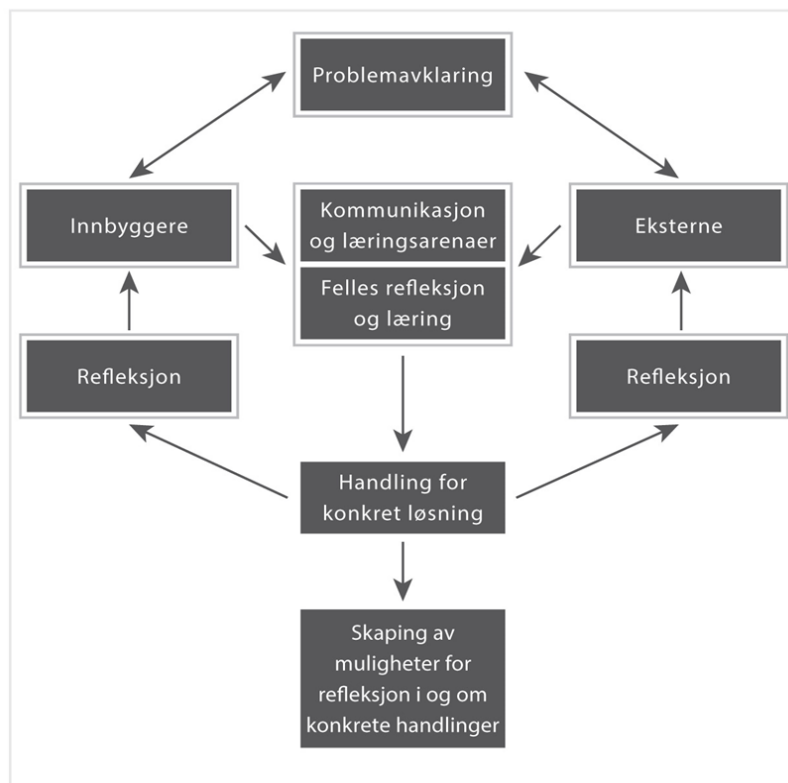 Problemavklaring
Innbyggere
Kommunikasjon
og læringsarenaer
Eksterne
Felles refleksjon
og læring
Refleksjon
Refleksjon
Handling for
konkret løsning
Skaping av
muligheter for
refleksjon i og om
konkrete handlinger